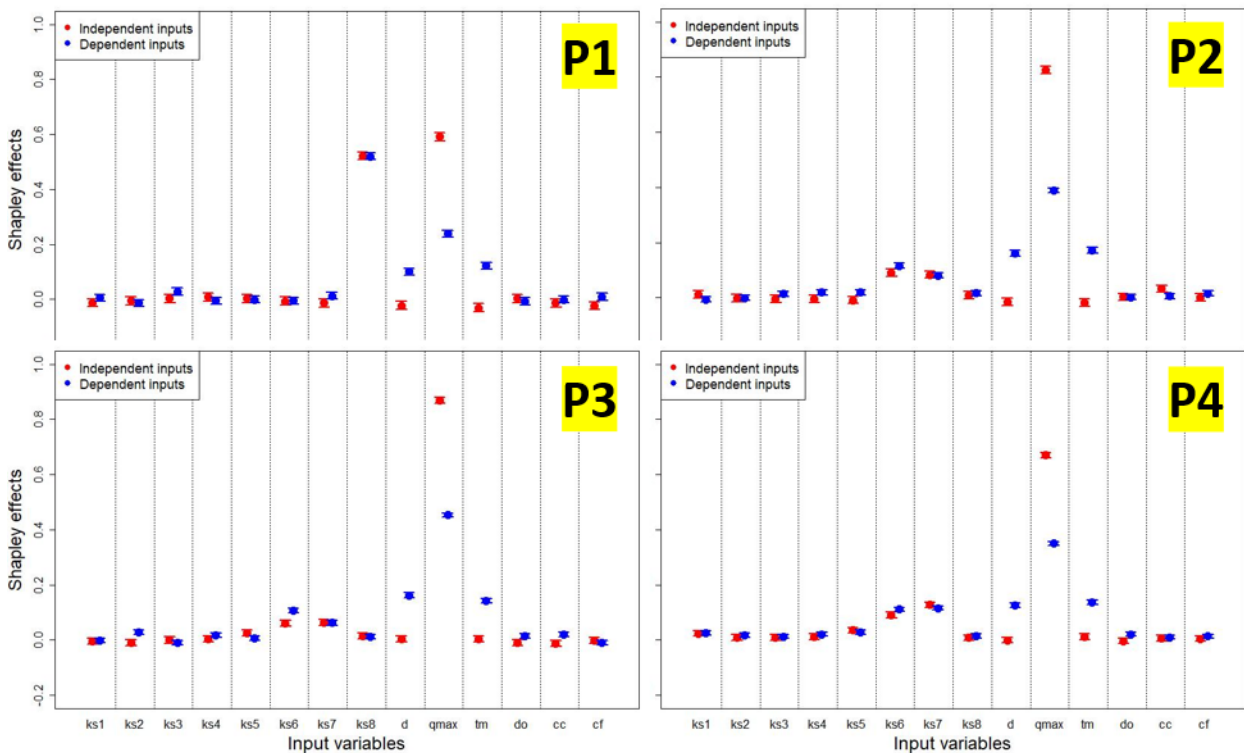 Independent inputs
Dependent inputs
P1
1.0
0.8
0.6
0.4
0.2
0.0
Shapley effects
Independent inputs
Dependent inputs
P2
Independent inputs
Dependent inputs
P3
1.0
0.8
0.6
0.4
0.2
0.0
-0.2
Shapley effects
ks1 ks2 ks3 ks4 ks5 ks6 ks7 ks8 d qmax tm do cc cf
Input variables
Independent inputs
Dependent inputs
P4
ks1 ks2 ks3 ks4 ks5 ks6 ks7 ks8 d qmax tm do cc cf
Input variables